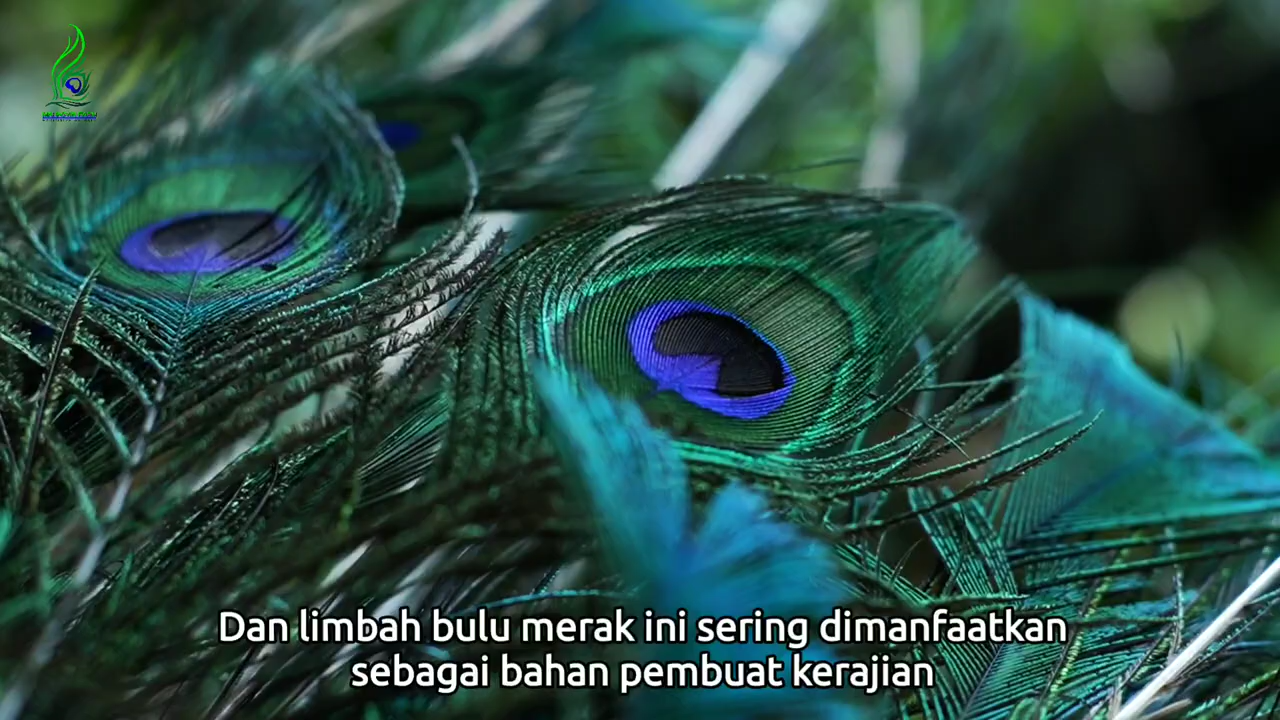 Dan limbah bulu merak ini sering dimanfaatkan
sebagai bahan pembuat kerajian